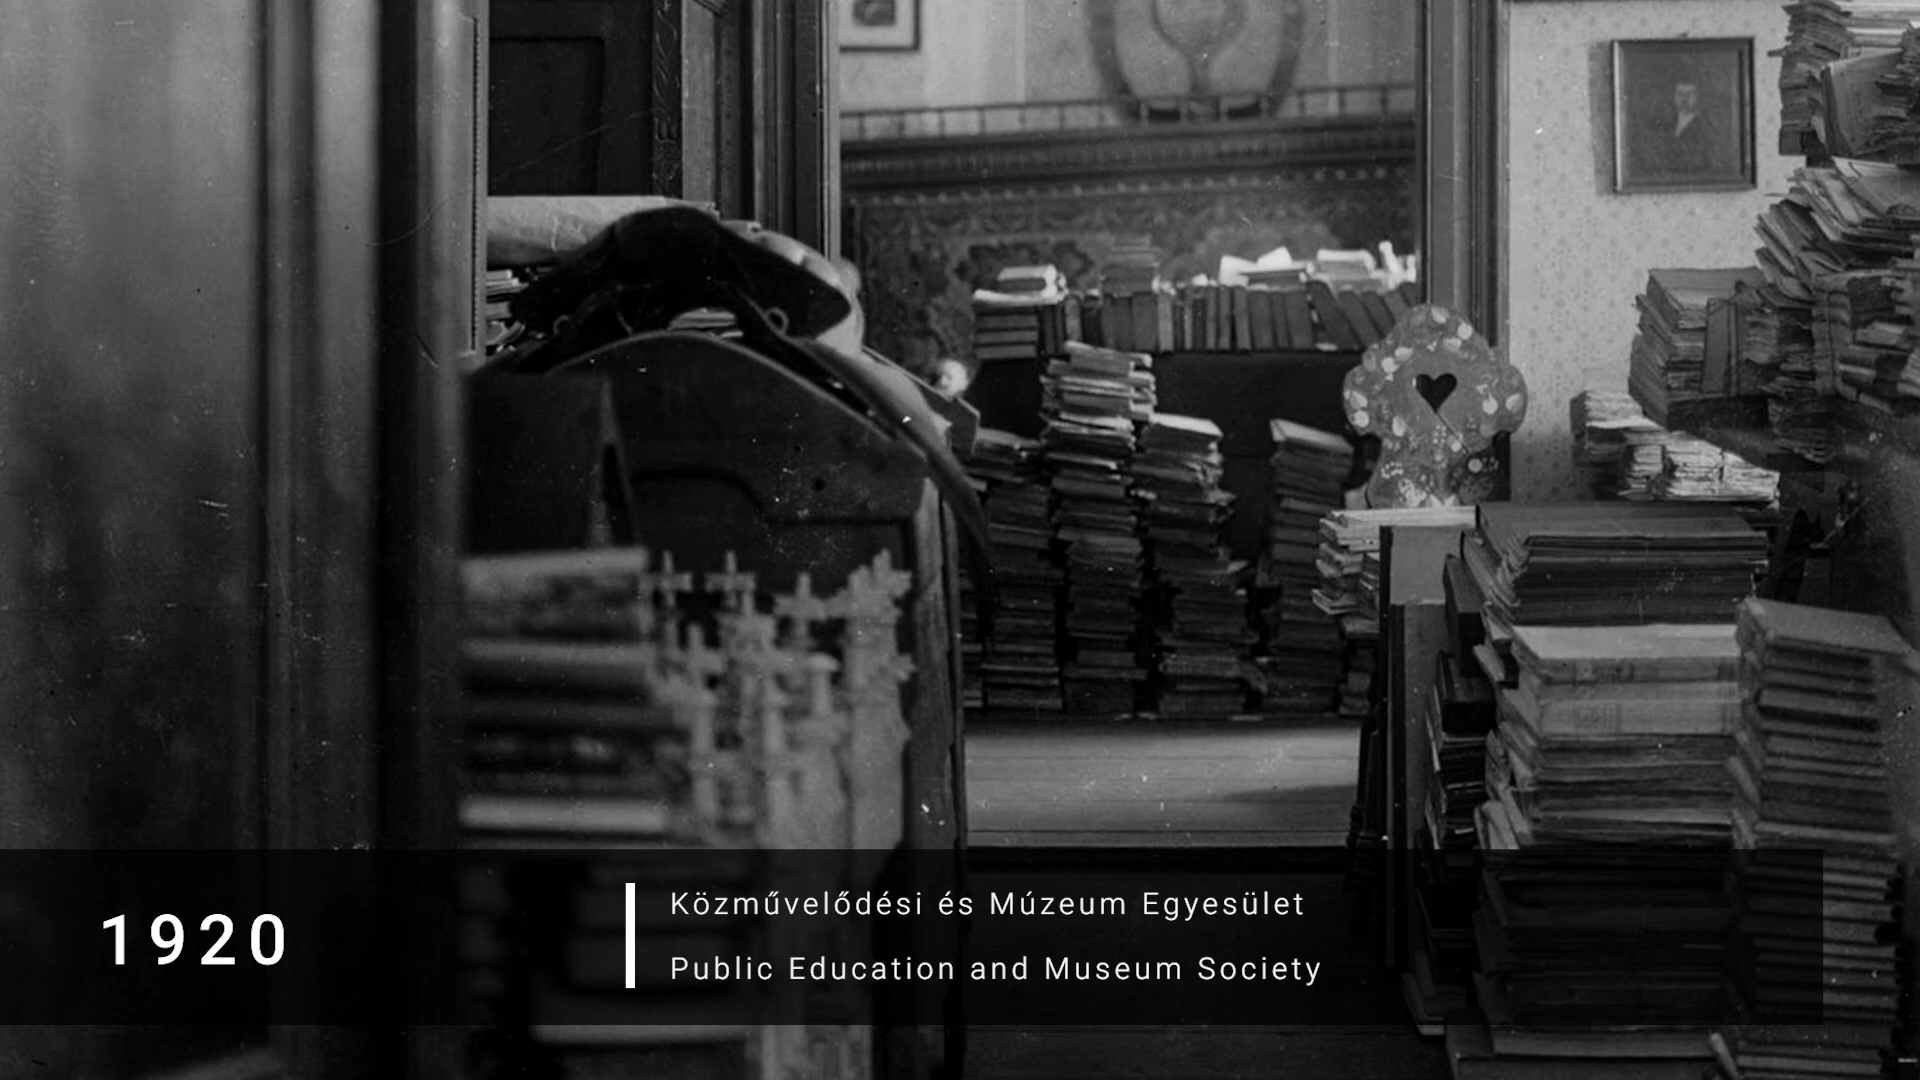 1920
Közművelődési és Múzeum Egyesület
Public Education and Museum Society